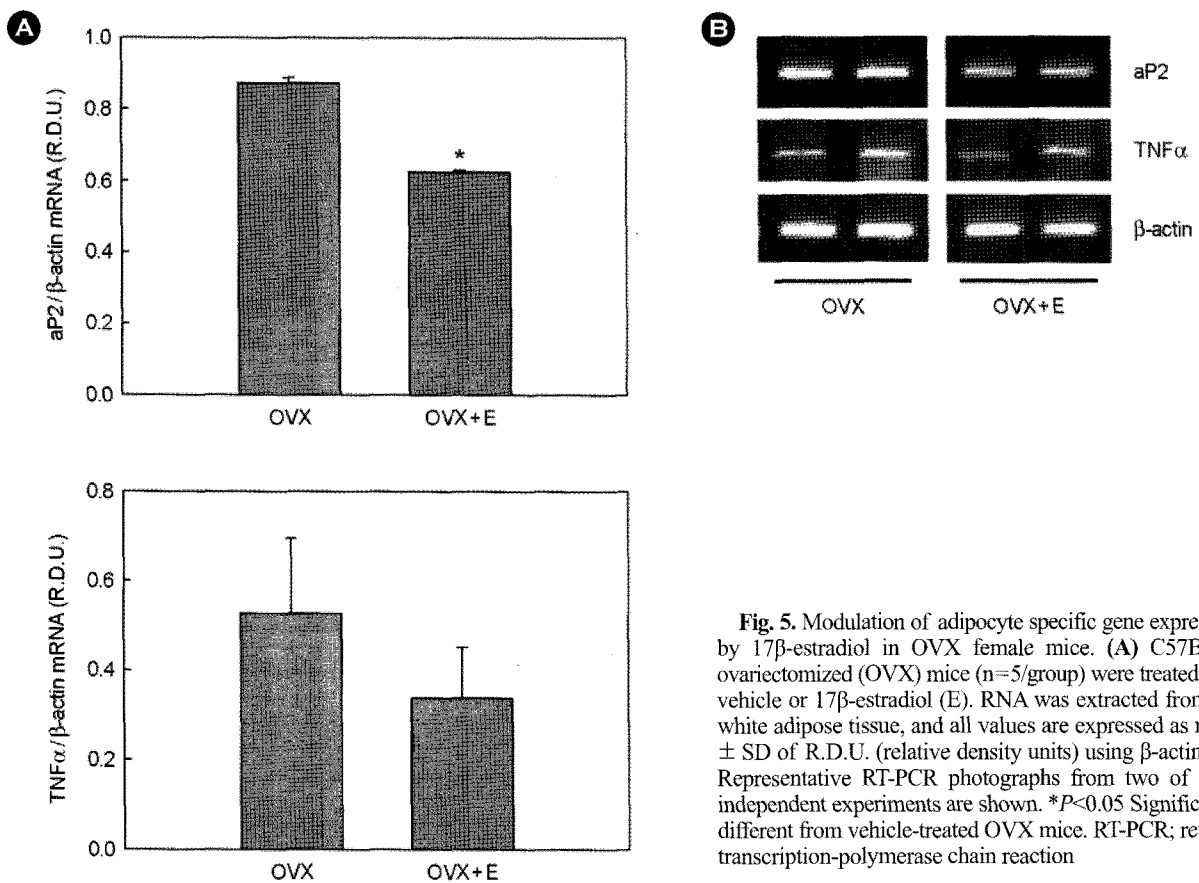 A
1.0
0.8
0.6
0.4
0.2
0.0
aP2/β-actin mRNA (R.D.U.)
*
OVX OVX+E
0.8
0.6
0.4
0.2
0.0
TNFα/β-actin mRNA (R.D.U.)
OVX OVX+E
B
aP2
TNFα
β-actin
OVX OVX+E
Fig. 5. Modulation of adipocyte specific gene expre
by 17β-estradiol in OVX female mice. (A) C57B
ovariectomized (OVX) mice (n=5/group) were treated
vehicle or 17β-estradiol (E). RNA was extracted from
white adipose tissue, and all values are expressed as
± SD of R.D.U. (relative density units) using β-actin
Representative RT-PCR photographs from two of
independent experiments are shown. *P<0.05 Signific
different from vehicle-treated OVX mice. RT-PCR; re
transcription-polymerase chain reaction